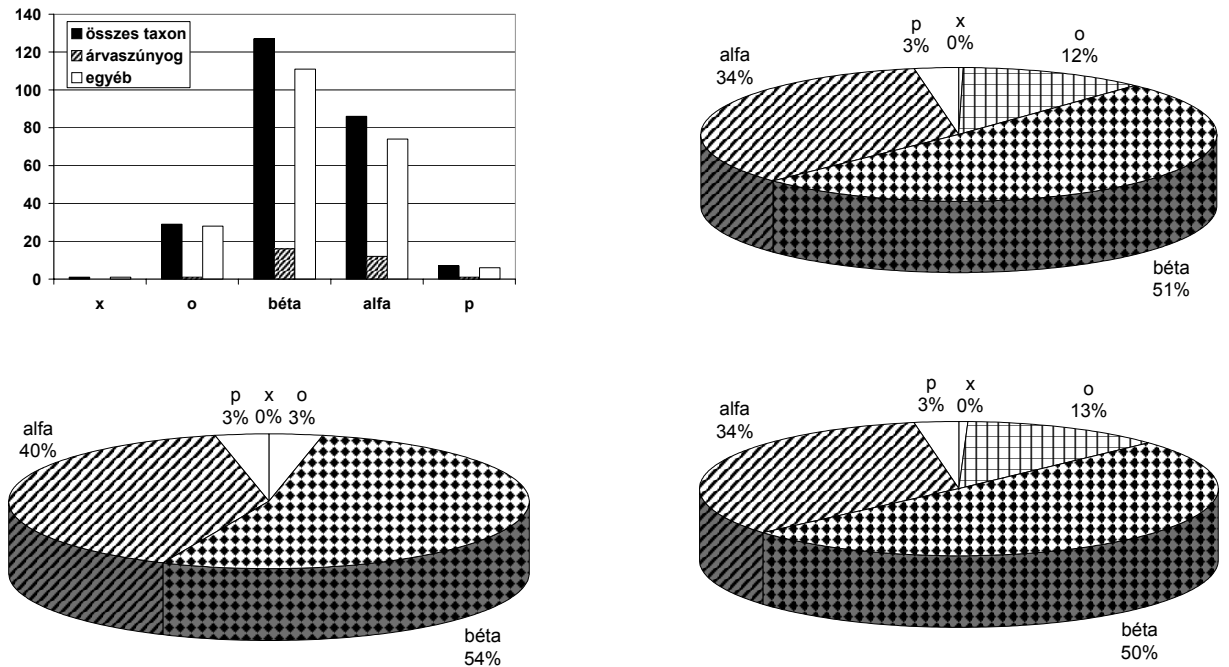 140
120
100
80
60
40
20
0
összes taxon
árvaszúnyog
egyéb
x
o
béta
alfa
p
p
3%
x
0%
o
12%
alfa
34%
béta
51%
p
3%
x
0%
o
3%
alfa
40%
béta
54%
p
3%
x
0%
o
13%
alfa
34%
béta
50%